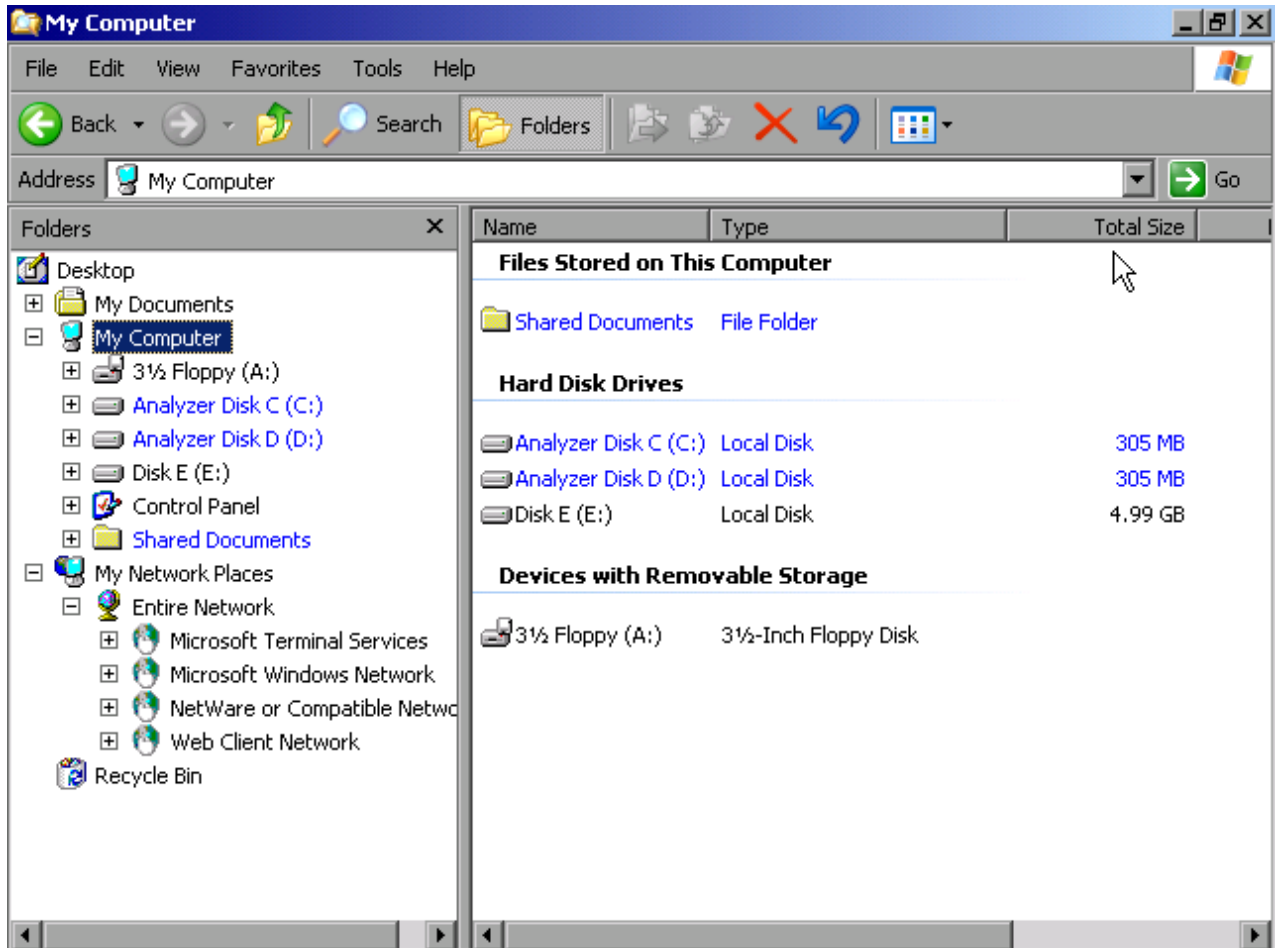 My Computer
File Edit View Favorites Tools Help
Back Search Folders
Address My Computer Go
Folders
Desktop
My Documents
My Computer
3½ Floppy (A:)
Analyzer Disk C (C:)
Analyzer Disk D (D:)
Disk E (E:)
Control Panel
Shared Documents
My Network Places
Entire Network
Microsoft Terminal Services
Microsoft Windows Network
NetWare or Compatible Netwo
Web Client Network
Recycle Bin
Name Type Total Size
Files Stored on This Computer
Shared Documents File Folder
Hard Disk Drives
Analyzer Disk C (C:) Local Disk 305 MB
Analyzer Disk D (D:) Local Disk 305 MB
Disk E (E:) Local Disk 4.99 GB
Devices with Removable Storage
3½ Floppy (A:) 3½-Inch Floppy Disk